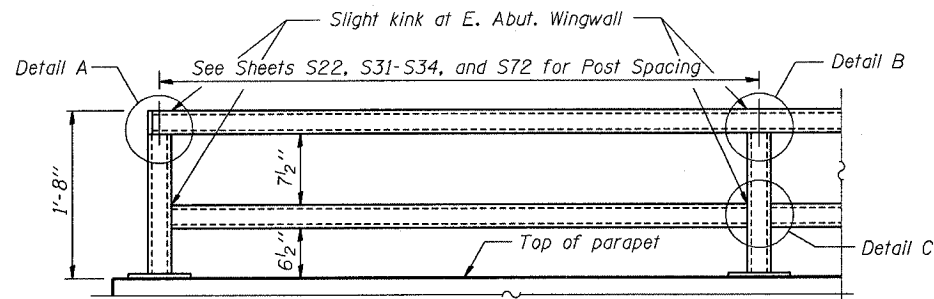 Slight kink at E. Abut. Wingwall
Detail A
See Sheets S22, S31-S34, and S72 for Post Spacing
Detail B
1'-8"
7½"
6½"
Top of parapet
Detail C